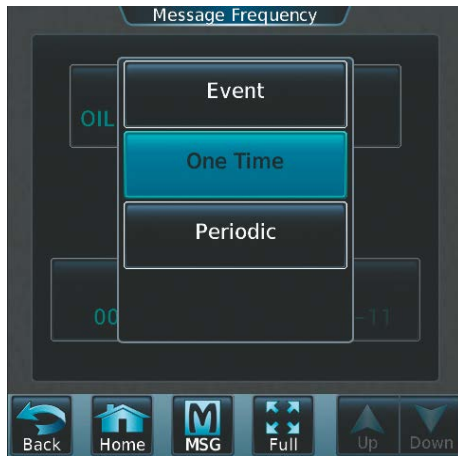 Message Frequency
Event
OIL
One Time
Periodic
00
-11
Back
Home
MSG
Full
Up
Down